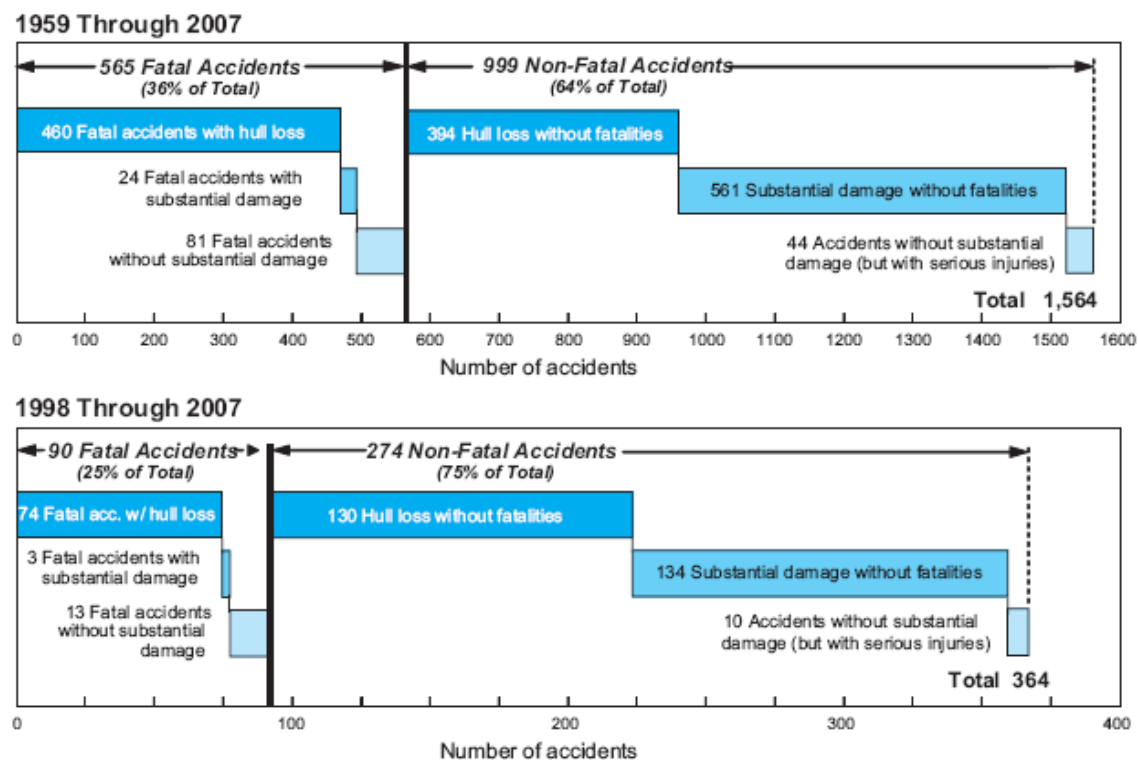 1959 Through 2007
565 Fatal Accidents
(36% of Total)
999 Non-Fatal Accidents
(64% of Total)
460 Fatal accidents with hull loss
394 Hull loss without fatalities
24 Fatal accidents with
substantial damage
561 Substantial damage without fatalities
81 Fatal accidents
without substantial damage
44 Accidents without substantial
damage (but with serious injuries)
Total 1,564
0 100 200 300 400 500 600 700 800 900 1000 1100 1200 1300 1400 1500 1600
Number of accidents
1998 Through 2007
90 Fatal Accidents
(25% of Total)
274 Non-Fatal Accidents
(75% of Total)
74 Fatal acc. w/ hull loss
130 Hull loss without fatalities
3 Fatal accidents with
substantial damage
134 Substantial damage without fatalities
13 Fatal accidents
without substantial
damage
10 Accidents without substantial
damage (but with serious injuries)
Total 364
0 100 200 300 400
Number of accidents